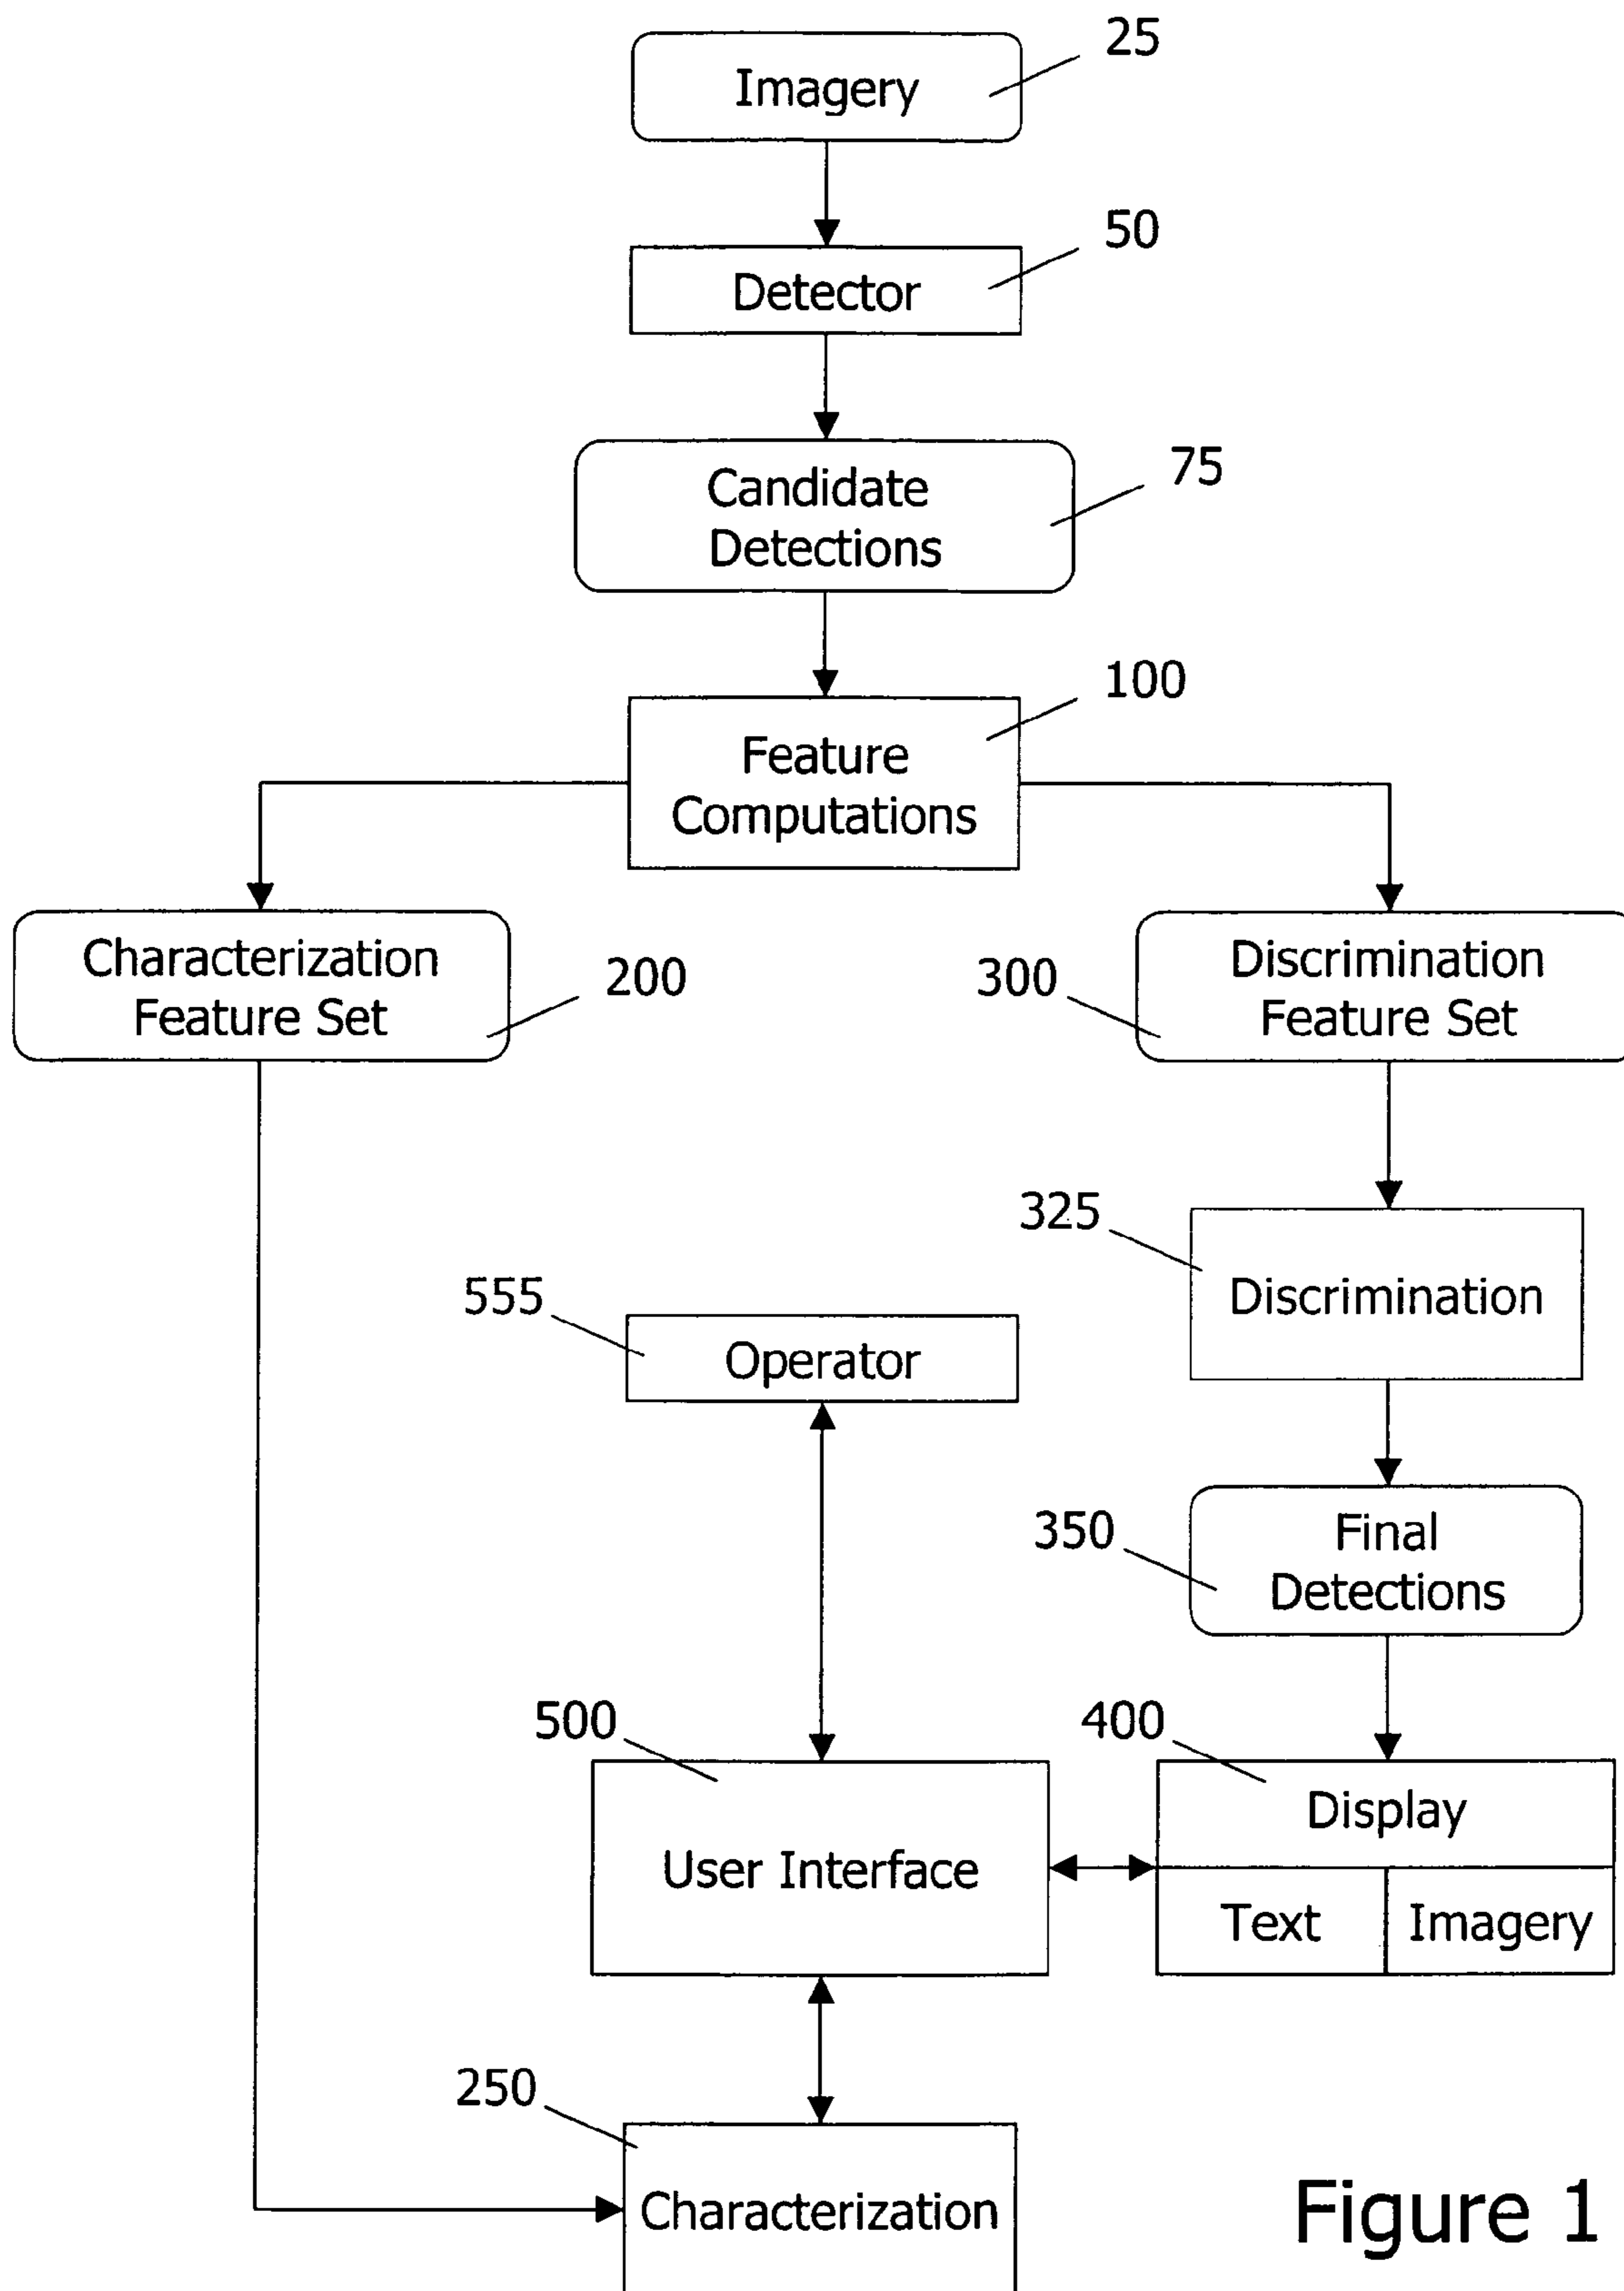 25
Imagery
50
Detector
75
Candidate
Detections
100
Feature
Computations
Characterization
Feature Set
200
300
Discrimination
Feature Set
325
Discrimination
555
Operator
350
Final
Detections
500
User Interface
400
Display
Text
Imagery
250
Characterization
Figure 1